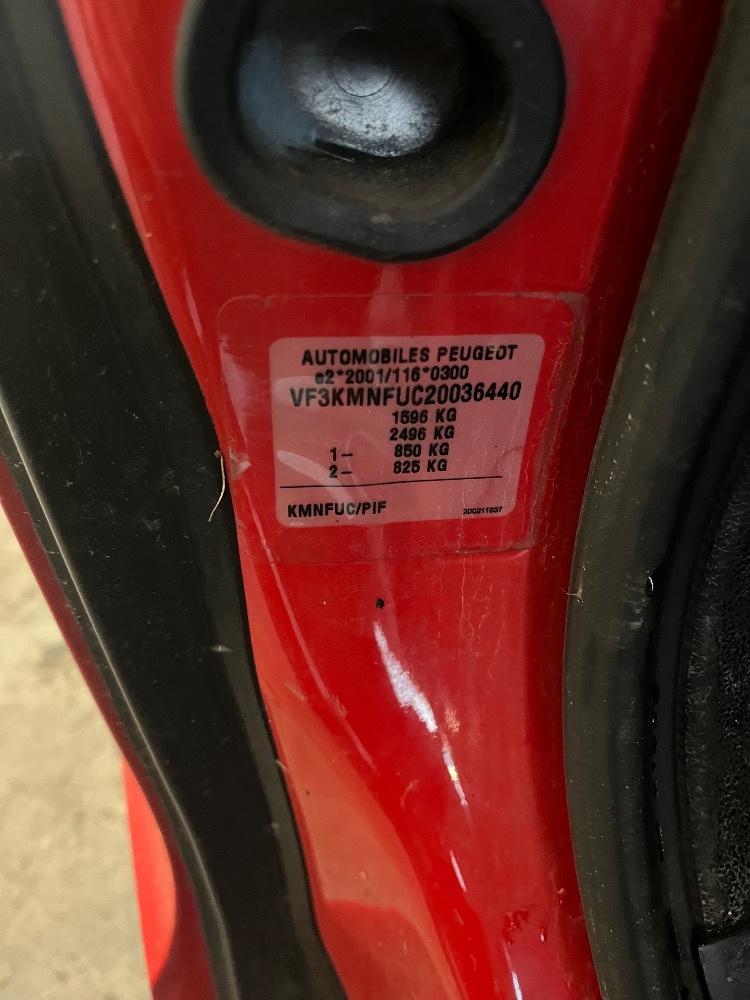 AUTOMOBILES PEUGEOT
e2*2001/116*0300
VF3KMNFUC20036440
1596 KG
2496 KG
1- 850 KG
2- 825 KG
KMNFUC/PIF